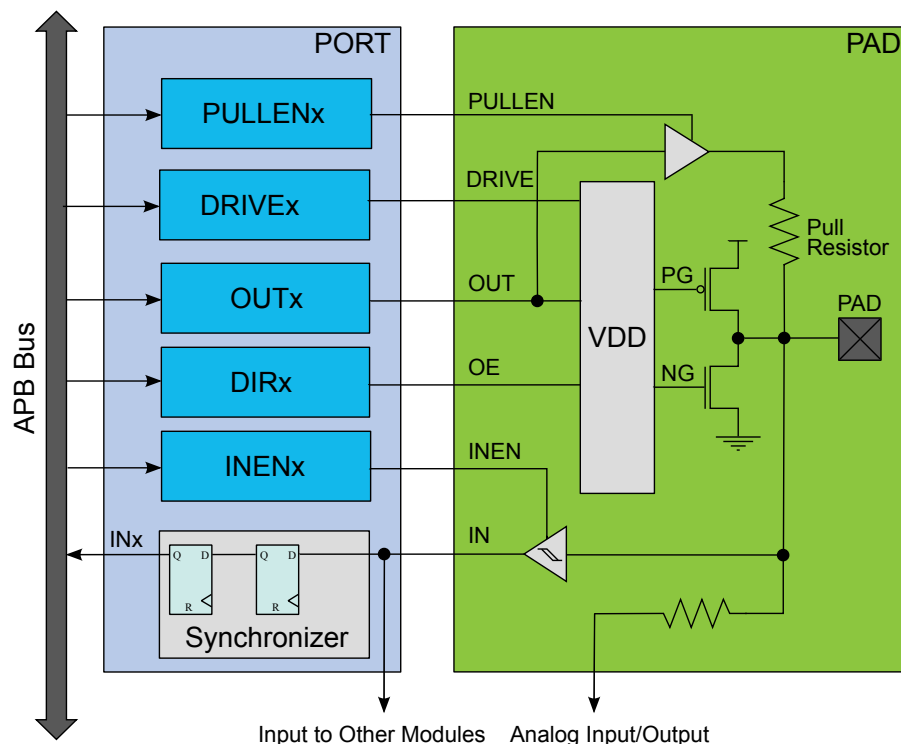 PORT
PAD
PULLENx
PULLEN
DRIVEx
DRIVE
Pull
Resistor
OUTx
OUT
PG
PAD
VDD
DIRx
OE
NG
APB Bus
INENx
INEN
INx
IN
Q D
Q D
R
R
Synchronizer
Input to Other Modules
Analog Input/Output